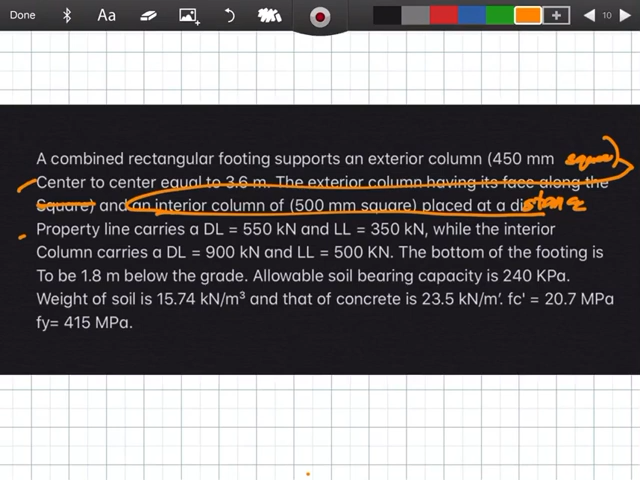 Done Aa 10
A combined rectangular footing supports an exterior column (450 mm square)
Center to center equal to 3.6 m. The exterior column having its face along the
Square) and an interior column of (500 mm square) placed at a distance
Property line carries a DL = 550 kN and LL = 350 kN, while the interior
Column carries a DL = 900 kN and LL = 500 KN. The bottom of the footing is
To be 1.8 m below the grade. Allowable soil bearing capacity is 240 KPa.
Weight of soil is 15.74 kN/m³ and that of concrete is 23.5 kN/m′. fc' = 20.7 MPa
fy= 415 MPa.